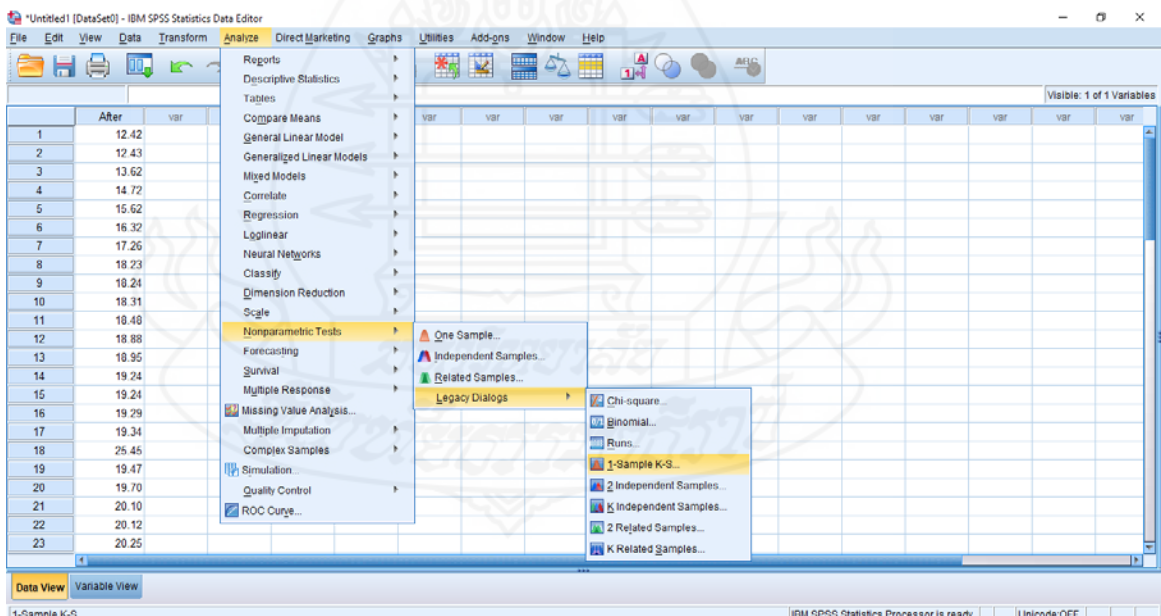 *Untitled1 [DataSet0] - IBM SPSS Statistics Data Editor
File Edit View Data Transform Analyze Direct Marketing Graphs Utilities Add-ons Window Help
Visible: 1 of 1 Variables
After var var var var var var var var var var var var var
1 12.42
2 12.43
3 13.62
4 14.72
5 15.62
6 16.32
7 17.26
8 18.23
9 18.24
10 18.31
11 18.48
12 18.88
13 18.95
14 19.24
15 19.24
16 19.29
17 19.34
18 25.45
19 19.47
20 19.70
21 20.10
22 20.12
23 20.25
Reports
Descriptive Statistics
Tables
Compare Means
General Linear Model
Generalized Linear Models
Mixed Models
Correlate
Regression
Loglinear
Neural Networks
Classify
Dimension Reduction
Scale
Nonparametric Tests
Forecasting
Survival
Multiple Response
Missing Value Analysis...
Multiple Imputation
Complex Samples
Simulation...
Quality Control
ROC Curve...
One Sample...
Independent Samples...
Related Samples...
Legacy Dialogs
Chi-square...
Binomial...
Runs...
1-Sample K-S...
2 Independent Samples...
K Independent Samples...
2 Related Samples...
K Related Samples...
Data View Variable View
1-Sample K-S... IBM SPSS Statistics Processor is ready Unicode:OFF